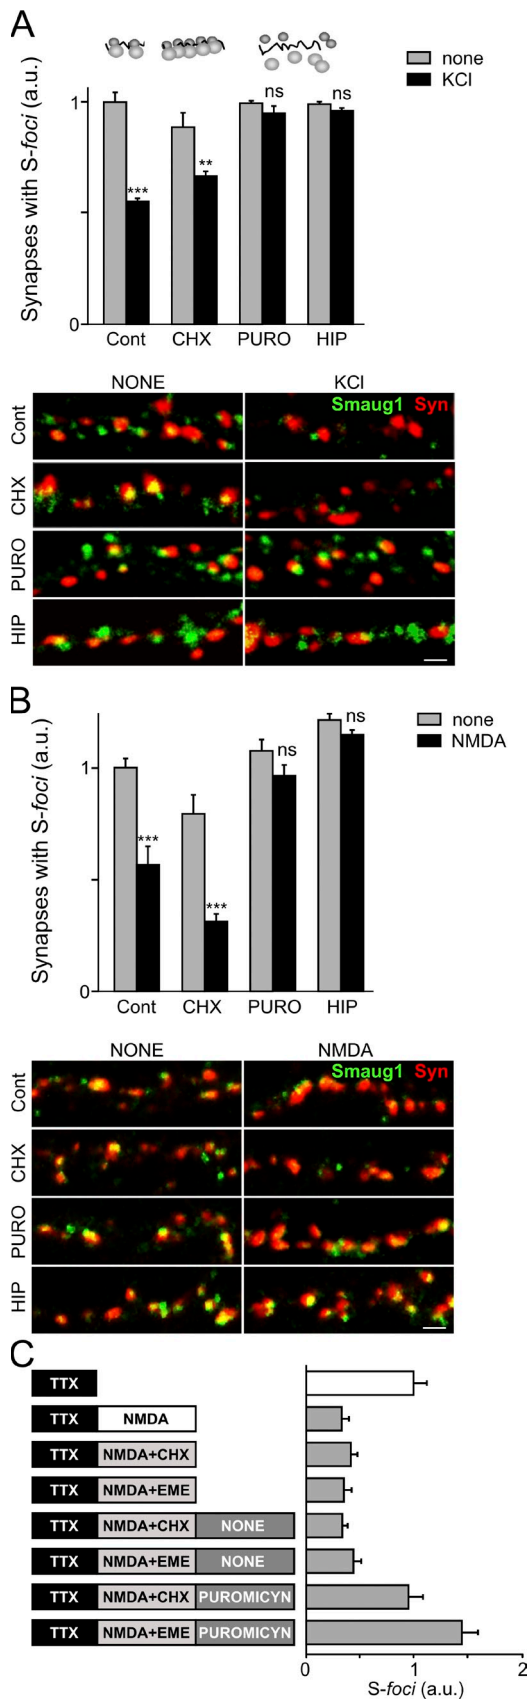 A
none
KCl
Synapses with S-foci (a.u.)
1
ns
ns
**
***
0
Cont
CHX
PURO
HIP
NONE
KCl
Smaug1 Syn
Cont
CHX
PURO
HIP
B
none
NMDA
Synapses with S-foci (a.u.)
1
ns
ns
***
***
0
Cont
CHX
PURO
HIP
NONE
NMDA
Smaug1 Syn
Cont
CHX
PURO
HIP
C
TTX
TTX NMDA
TTX NMDA+CHX
TTX NMDA+EME
TTX NMDA+CHX NONE
TTX NMDA+EME NONE
TTX NMDA+CHX PUROMICYN
TTX NMDA+EME PUROMICYN
0 1 2
S-foci (a.u.)